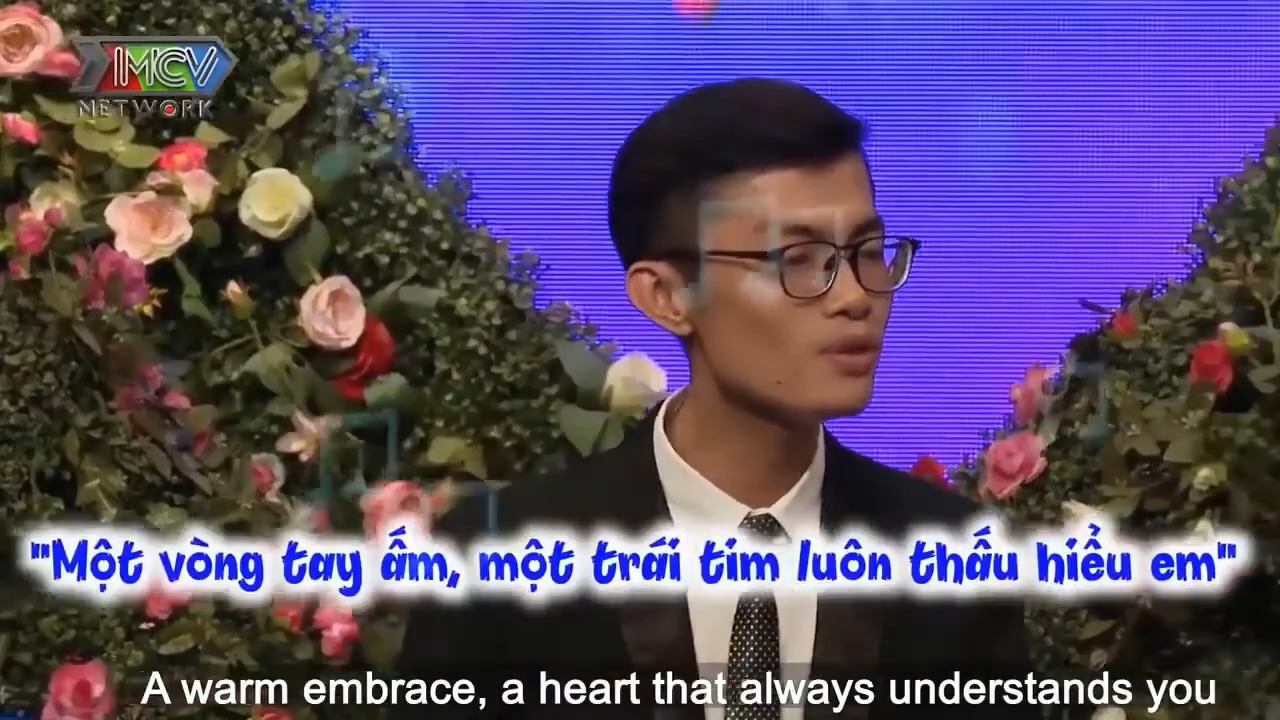 MCV
NETWORK
"'Một vòng tay ấm, một trái tim luôn thấu hiểu em'"
A warm embrace, a heart that always understands you